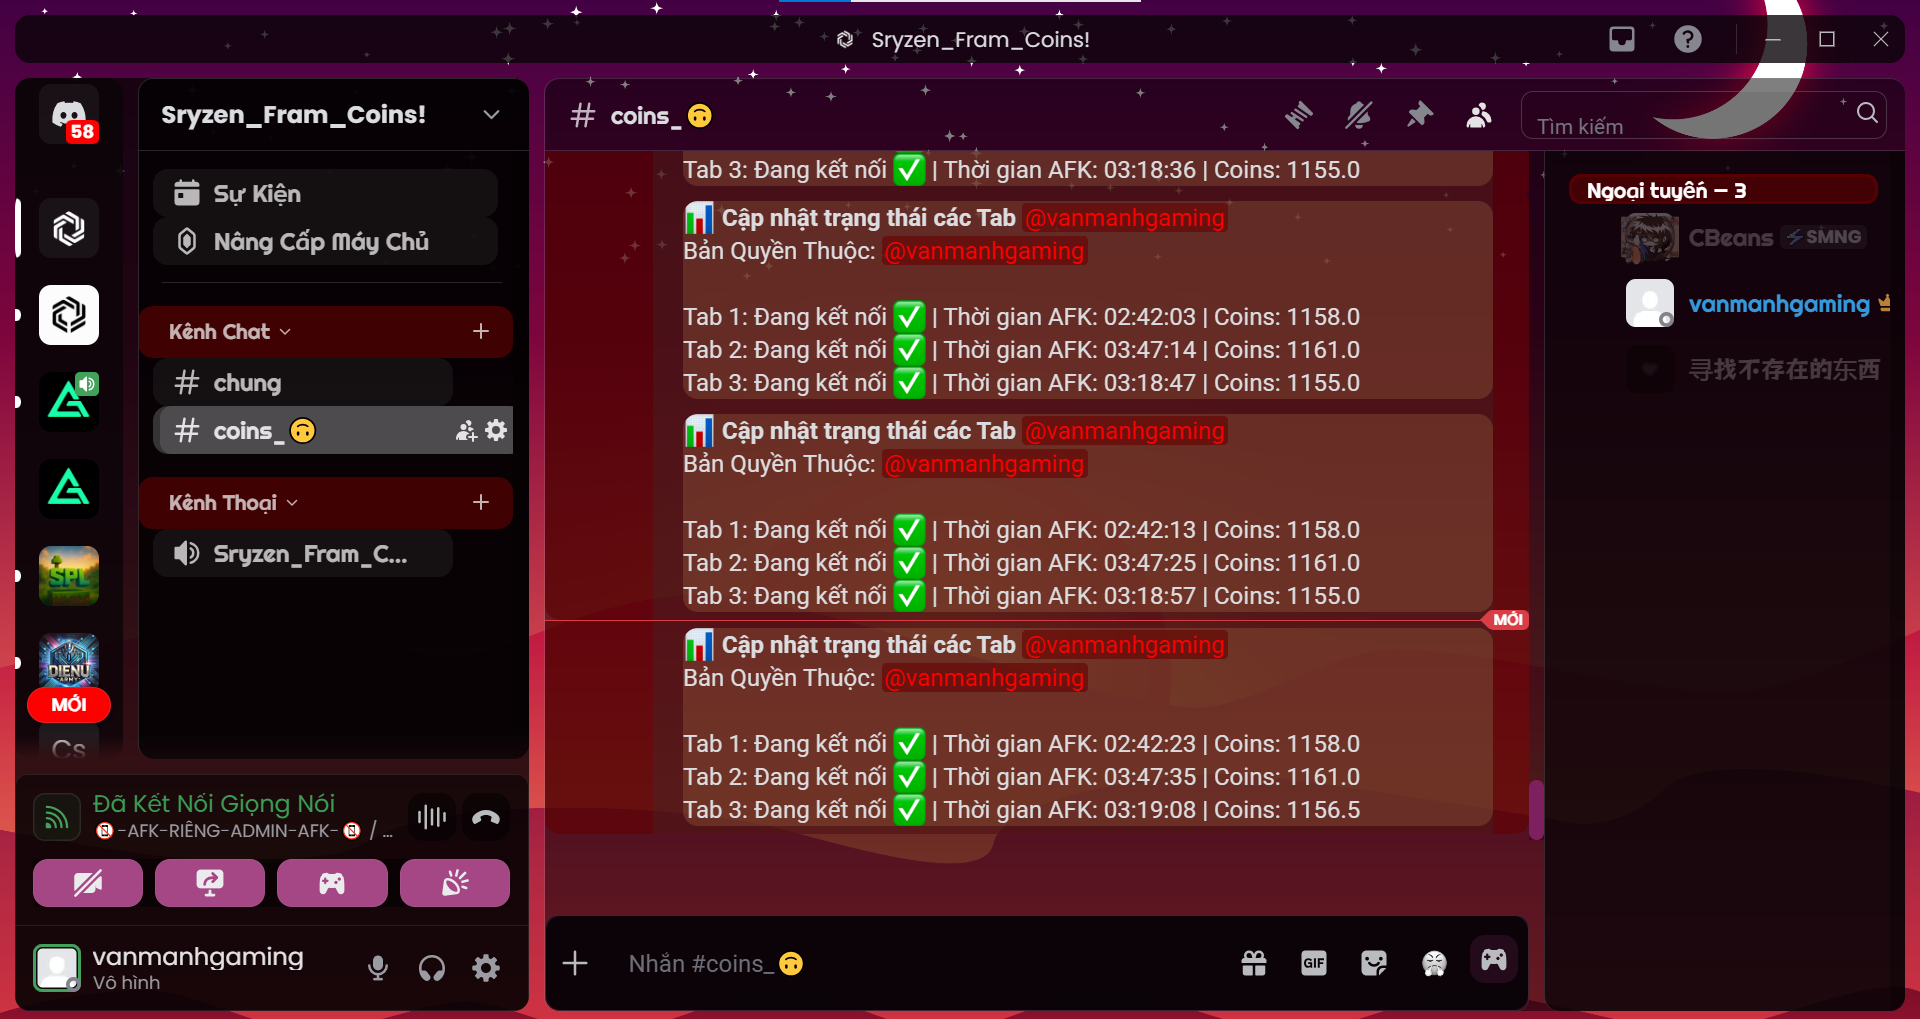 Sryzen_Fram_Coins!
58
Sryzen_Fram_Coins!
Sự Kiện
Nâng Cấp Máy Chủ
Kênh Chat
chung
coins_🙃
Kênh Thoại
Sryzen_Fram_C...
SPL
DIENU
ARMY
MỚI
Cs
Đã Kết Nối Giọng Nói
📵-AFK-RIÊNG-ADMIN-AFK-📵 / ...
vanmanhgaming
Vô hình
# coins_🙃
Tìm kiếm
Tab 3: Đang kết nối ✅ | Thời gian AFK: 03:18:36 | Coins: 1155.0
📊 Cập nhật trạng thái các Tab @vanmanhgaming
Bản Quyền Thuộc: @vanmanhgaming
Tab 1: Đang kết nối ✅ | Thời gian AFK: 02:42:03 | Coins: 1158.0
Tab 2: Đang kết nối ✅ | Thời gian AFK: 03:47:14 | Coins: 1161.0
Tab 3: Đang kết nối ✅ | Thời gian AFK: 03:18:47 | Coins: 1155.0
📊 Cập nhật trạng thái các Tab @vanmanhgaming
Bản Quyền Thuộc: @vanmanhgaming
Tab 1: Đang kết nối ✅ | Thời gian AFK: 02:42:13 | Coins: 1158.0
Tab 2: Đang kết nối ✅ | Thời gian AFK: 03:47:25 | Coins: 1161.0
Tab 3: Đang kết nối ✅ | Thời gian AFK: 03:18:57 | Coins: 1155.0
MỚI
📊 Cập nhật trạng thái các Tab @vanmanhgaming
Bản Quyền Thuộc: @vanmanhgaming
Tab 1: Đang kết nối ✅ | Thời gian AFK: 02:42:23 | Coins: 1158.0
Tab 2: Đang kết nối ✅ | Thời gian AFK: 03:47:35 | Coins: 1161.0
Tab 3: Đang kết nối ✅ | Thời gian AFK: 03:19:08 | Coins: 1156.5
Nhắn #coins_🙃
GIF
Ngoại tuyến — 3
CBeans ⚡SMNG
vanmanhgaming
寻找不存在的东西